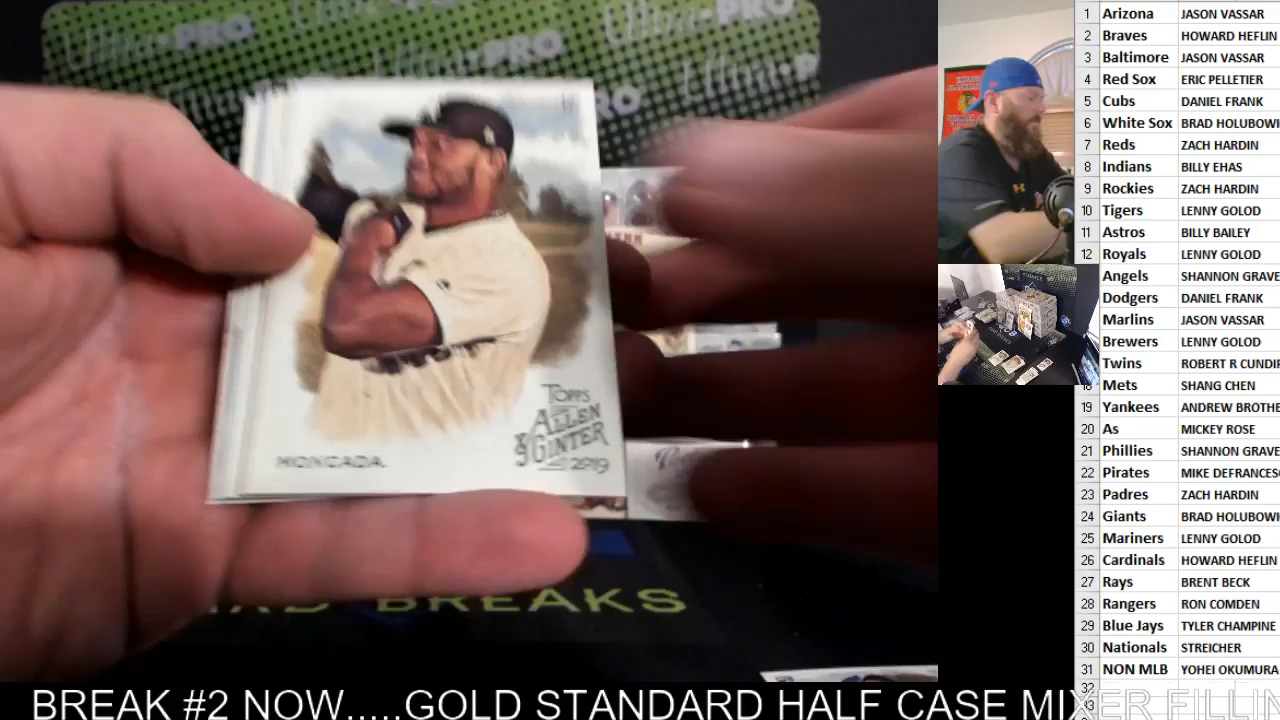 Ultra•PRO
PRO
PRO
MONCADA
TOPPS
ALLEN
& GINTER
2019
BREAKS
1 Arizona JASON VASSAR
2 Braves HOWARD HEFLIN
3 Baltimore JASON VASSAR
4 Red Sox ERIC PELLETIER
5 Cubs DANIEL FRANK
6 White Sox BRAD HOLUBOWI
7 Reds ZACH HARDIN
8 Indians BILLY EHAS
9 Rockies ZACH HARDIN
10 Tigers LENNY GOLOD
11 Astros BILLY BAILEY
12 Royals LENNY GOLOD
Angels SHANNON GRAVE
Dodgers DANIEL FRANK
Marlins JASON VASSAR
Brewers LENNY GOLOD
Twins ROBERT R CUNDIF
18 Mets SHANG CHEN
19 Yankees ANDREW BROTHE
20 As MICKEY ROSE
21 Phillies SHANNON GRAVE
22 Pirates MIKE DEFRANCES
23 Padres ZACH HARDIN
24 Giants BRAD HOLUBOWI
25 Mariners LENNY GOLOD
26 Cardinals HOWARD HEFLIN
27 Rays BRENT BECK
28 Rangers RON COMDEN
29 Blue Jays TYLER CHAMPINE
30 Nationals STREICHER
31 NON MLB YOHEI OKUMURA
32
33
BREAK #2 NOW.....GOLD STANDARD HALF CASE MIXER FILLIN